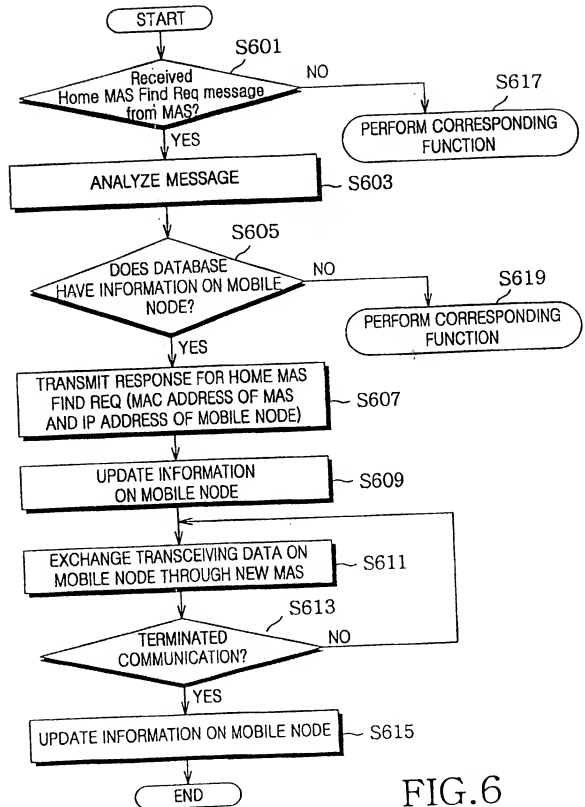 START
S601
Received
Home MAS Find Req message
from MAS?
NO
S617
PERFORM CORRESPONDING
FUNCTION
YES
ANALYZE MESSAGE
S603
S605
DOES DATABASE
HAVE INFORMATION ON MOBILE
NODE?
NO
S619
PERFORM CORRESPONDING
FUNCTION
YES
TRANSMIT RESPONSE FOR HOME MAS
FIND REQ (MAC ADDRESS OF MAS
AND IP ADDRESS OF MOBILE NODE)
S607
UPDATE INFORMATION
ON MOBILE NODE
S609
EXCHANGE TRANSCEIVING DATA ON
MOBILE NODE THROUGH NEW MAS
S611
S613
TERMINATED
COMMUNICATION?
NO
YES
UPDATE INFORMATION ON MOBILE NODE
S615
END
FIG.6